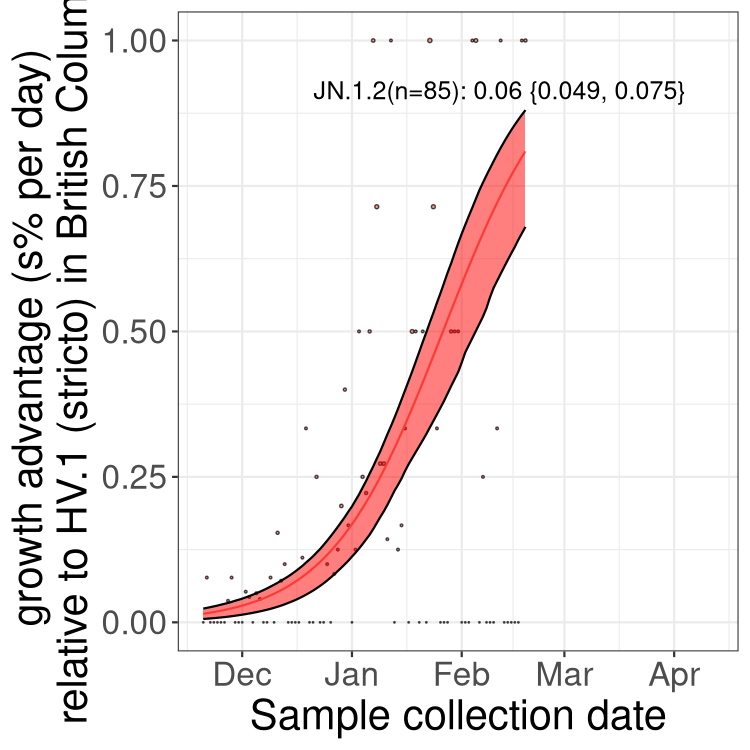 growth advantage (s% per day)
relative to HV.1 (stricto) in British Colum
1.00
0.75
0.50
0.25
0.00
JN.1.2(n=85): 0.06 {0.049, 0.075}
Dec Jan Feb Mar Apr
Sample collection date